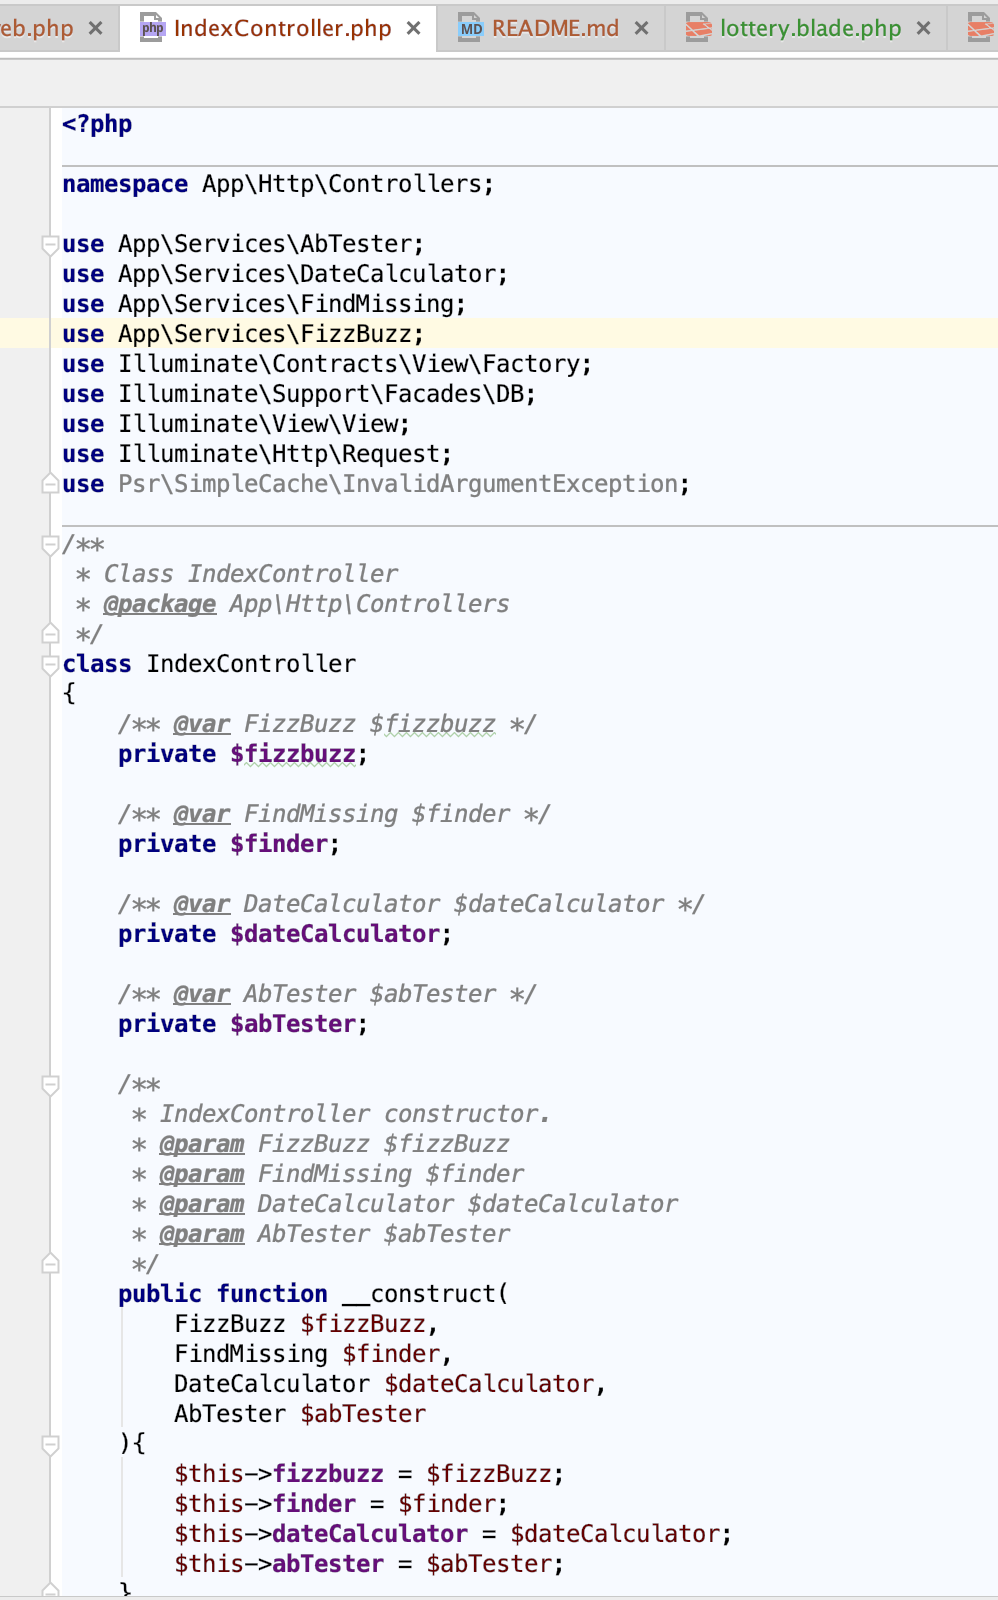 eb.php × php IndexController.php × MD README.md × lottery.blade.php ×
<?php
namespace App\Http\Controllers;
use App\Services\AbTester;
use App\Services\DateCalculator;
use App\Services\FindMissing;
use App\Services\FizzBuzz;
use Illuminate\Contracts\View\Factory;
use Illuminate\Support\Facades\DB;
use Illuminate\View\View;
use Illuminate\Http\Request;
use Psr\SimpleCache\InvalidArgumentException;
/**
 * Class IndexController
 * @package App\Http\Controllers
 */
class IndexController
{
    /** @var FizzBuzz $fizzbuzz */
    private $fizzbuzz;
    /** @var FindMissing $finder */
    private $finder;
    /** @var DateCalculator $dateCalculator */
    private $dateCalculator;
    /** @var AbTester $abTester */
    private $abTester;
    /**
     * IndexController constructor.
     * @param FizzBuzz $fizzBuzz
     * @param FindMissing $finder
     * @param DateCalculator $dateCalculator
     * @param AbTester $abTester
     */
    public function __construct(
        FizzBuzz $fizzBuzz,
        FindMissing $finder,
        DateCalculator $dateCalculator,
        AbTester $abTester
    ){
        $this->fizzbuzz = $fizzBuzz;
        $this->finder = $finder;
        $this->dateCalculator = $dateCalculator;
        $this->abTester = $abTester;
    }